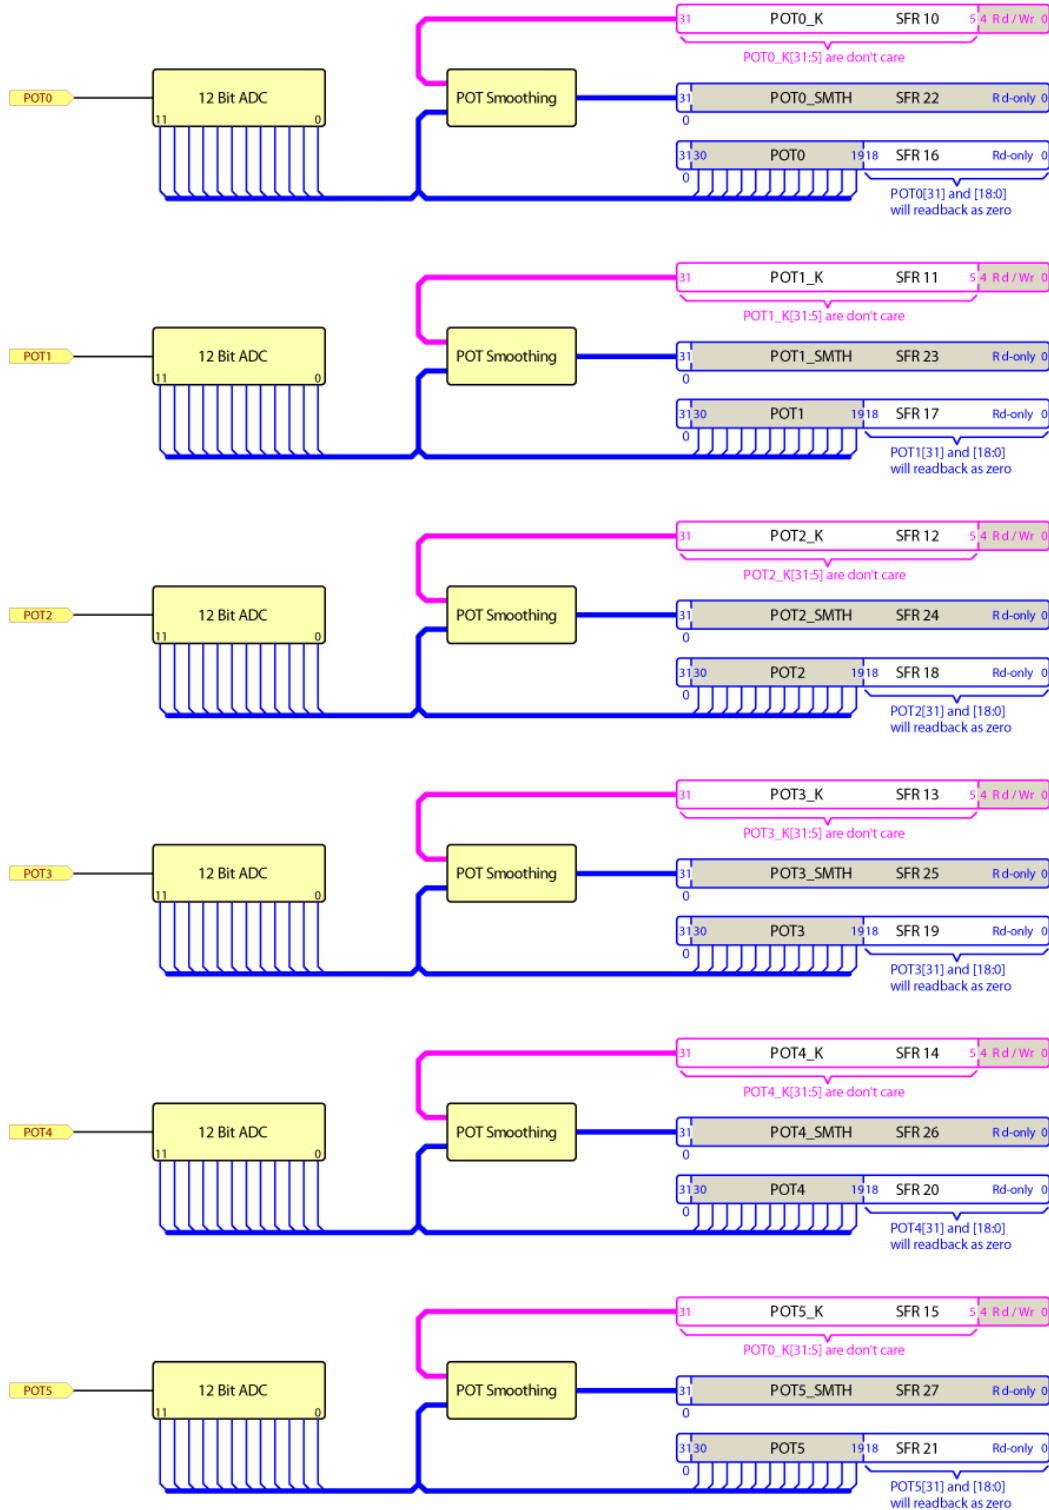 31 POT0_K SFR 10 5 4 Rd/Wr 0
POT0_K[31:5] are don't care
POT0 12 Bit ADC POT Smoothing 31 POT0_SMTH SFR 22 Rd-only 0
11 0 0
31 30 POT0 19 18 SFR 16 Rd-only 0
0
POT0[31] and [18:0]
will readback as zero
31 POT1_K SFR 11 5 4 Rd/Wr 0
POT1_K[31:5] are don't care
POT1 12 Bit ADC POT Smoothing 31 POT1_SMTH SFR 23 Rd-only 0
11 0 0
31 30 POT1 19 18 SFR 17 Rd-only 0
0
POT1[31] and [18:0]
will readback as zero
31 POT2_K SFR 12 5 4 Rd/Wr 0
POT2_K[31:5] are don't care
POT2 12 Bit ADC POT Smoothing 31 POT2_SMTH SFR 24 Rd-only 0
11 0 0
31 30 POT2 19 18 SFR 18 Rd-only 0
0
POT2[31] and [18:0]
will readback as zero
31 POT3_K SFR 13 5 4 Rd/Wr 0
POT3_K[31:5] are don't care
POT3 12 Bit ADC POT Smoothing 31 POT3_SMTH SFR 25 Rd-only 0
11 0 0
31 30 POT3 19 18 SFR 19 Rd-only 0
0
POT3[31] and [18:0]
will readback as zero
31 POT4_K SFR 14 5 4 Rd/Wr 0
POT4_K[31:5] are don't care
POT4 12 Bit ADC POT Smoothing 31 POT4_SMTH SFR 26 Rd-only 0
11 0 0
31 30 POT4 19 18 SFR 20 Rd-only 0
0
POT4[31] and [18:0]
will readback as zero
31 POT5_K SFR 15 5 4 Rd/Wr 0
POT0_K[31:5] are don't care
POT5 12 Bit ADC POT Smoothing 31 POT5_SMTH SFR 27 Rd-only 0
11 0 0
31 30 POT5 19 18 SFR 21 Rd-only 0
0
POT5[31] and [18:0]
will readback as zero